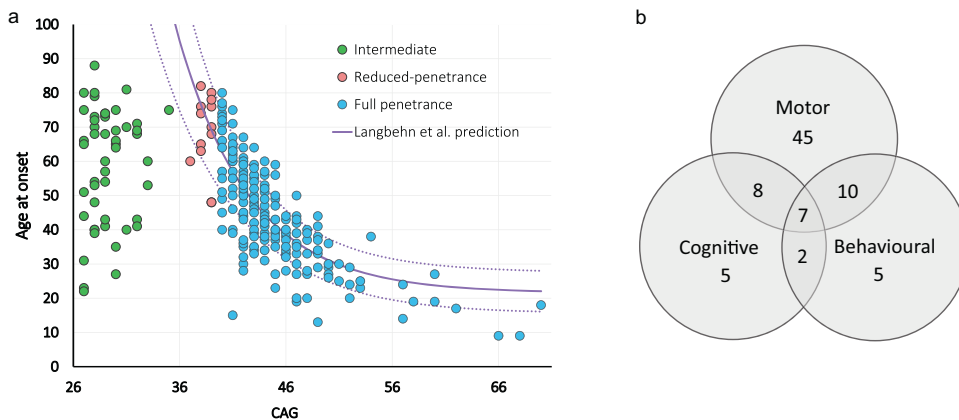 a
100
90
80
70
60
50
40
30
20
10
0
Age at onset
26 36 46 56 66
CAG
Intermediate
Reduced-penetrance
Full penetrance
Langbehn et al. prediction
b
Motor
45
8 10
7
Cognitive Behavioural
5 2 5